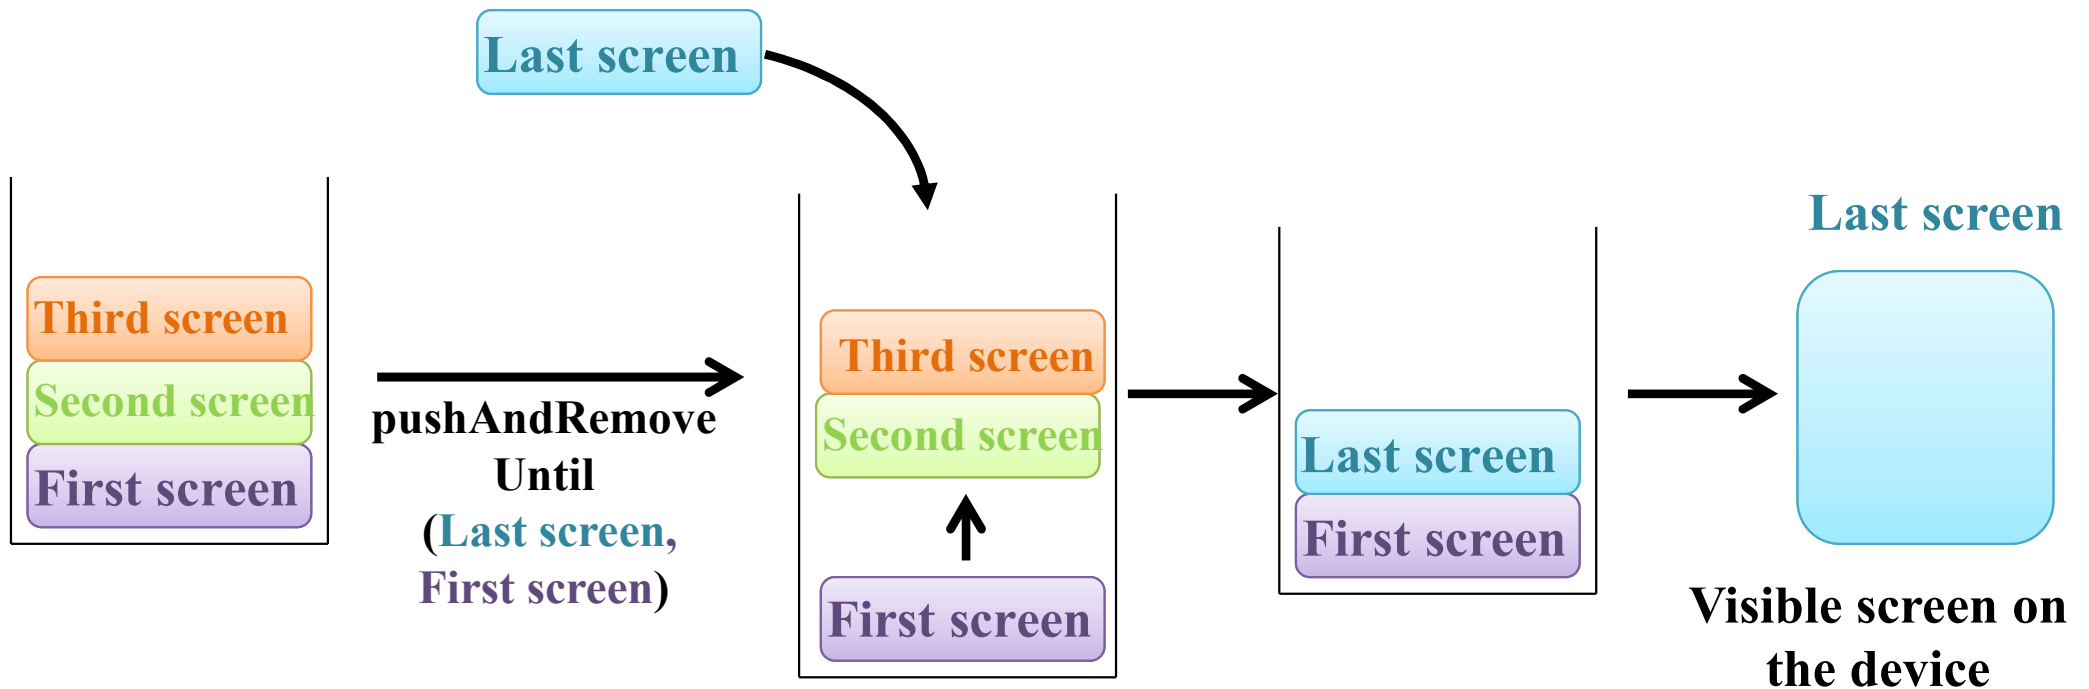 Last screen
Third screen
Second screen
First screen
pushAndRemove
Until
(Last screen,
First screen)
Third screen
Second screen
First screen
Last screen
First screen
Last screen
Visible screen on
the device